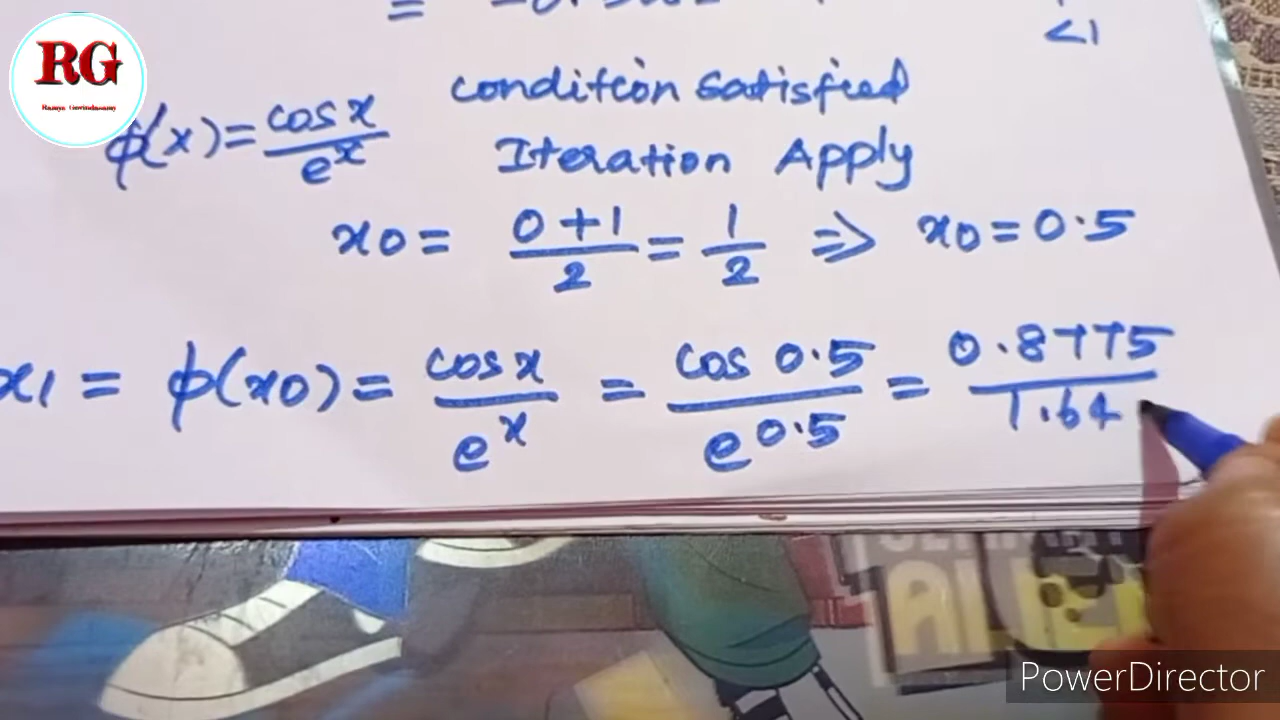 RG
<1
condition satisfied
φ(x) = cos x / e^x
Iteration Apply
x0 = 0+1 / 2 = 1 / 2 ⇒ x0 = 0.5
x1 = φ(x0) = cos x / e^x = cos 0.5 / e^0.5 = 0.8775 / 1.64
PowerDirector